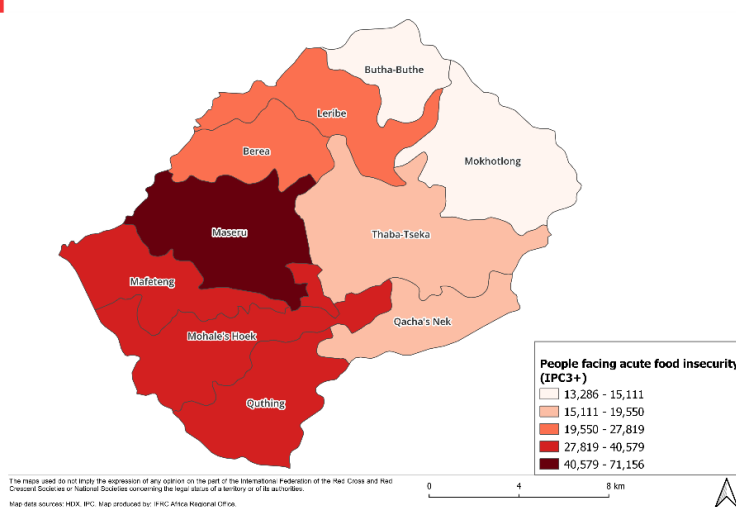 Butha-Buthe
Leribe
Berea
Mokhotlong
Maseru
Thaba-Tseka
Mafeteng
Qacha's Nek
Mohale's Hoek
Quthing
People facing acute food insecurity
(IPC3+)
13,286 - 15,111
15,111 - 19,550
19,550 - 27,819
27,819 - 40,579
40,579 - 71,156
The maps used do not imply the expression of any opinion on the part of the International Federation of the Red Cross and Red
Crescent Societies or National Societies concerning the legal status of a territory or of its authorities.
0 4 8 km
Map data sources: HDX, IPC. Map produced by: IFRC Africa Regional Office.